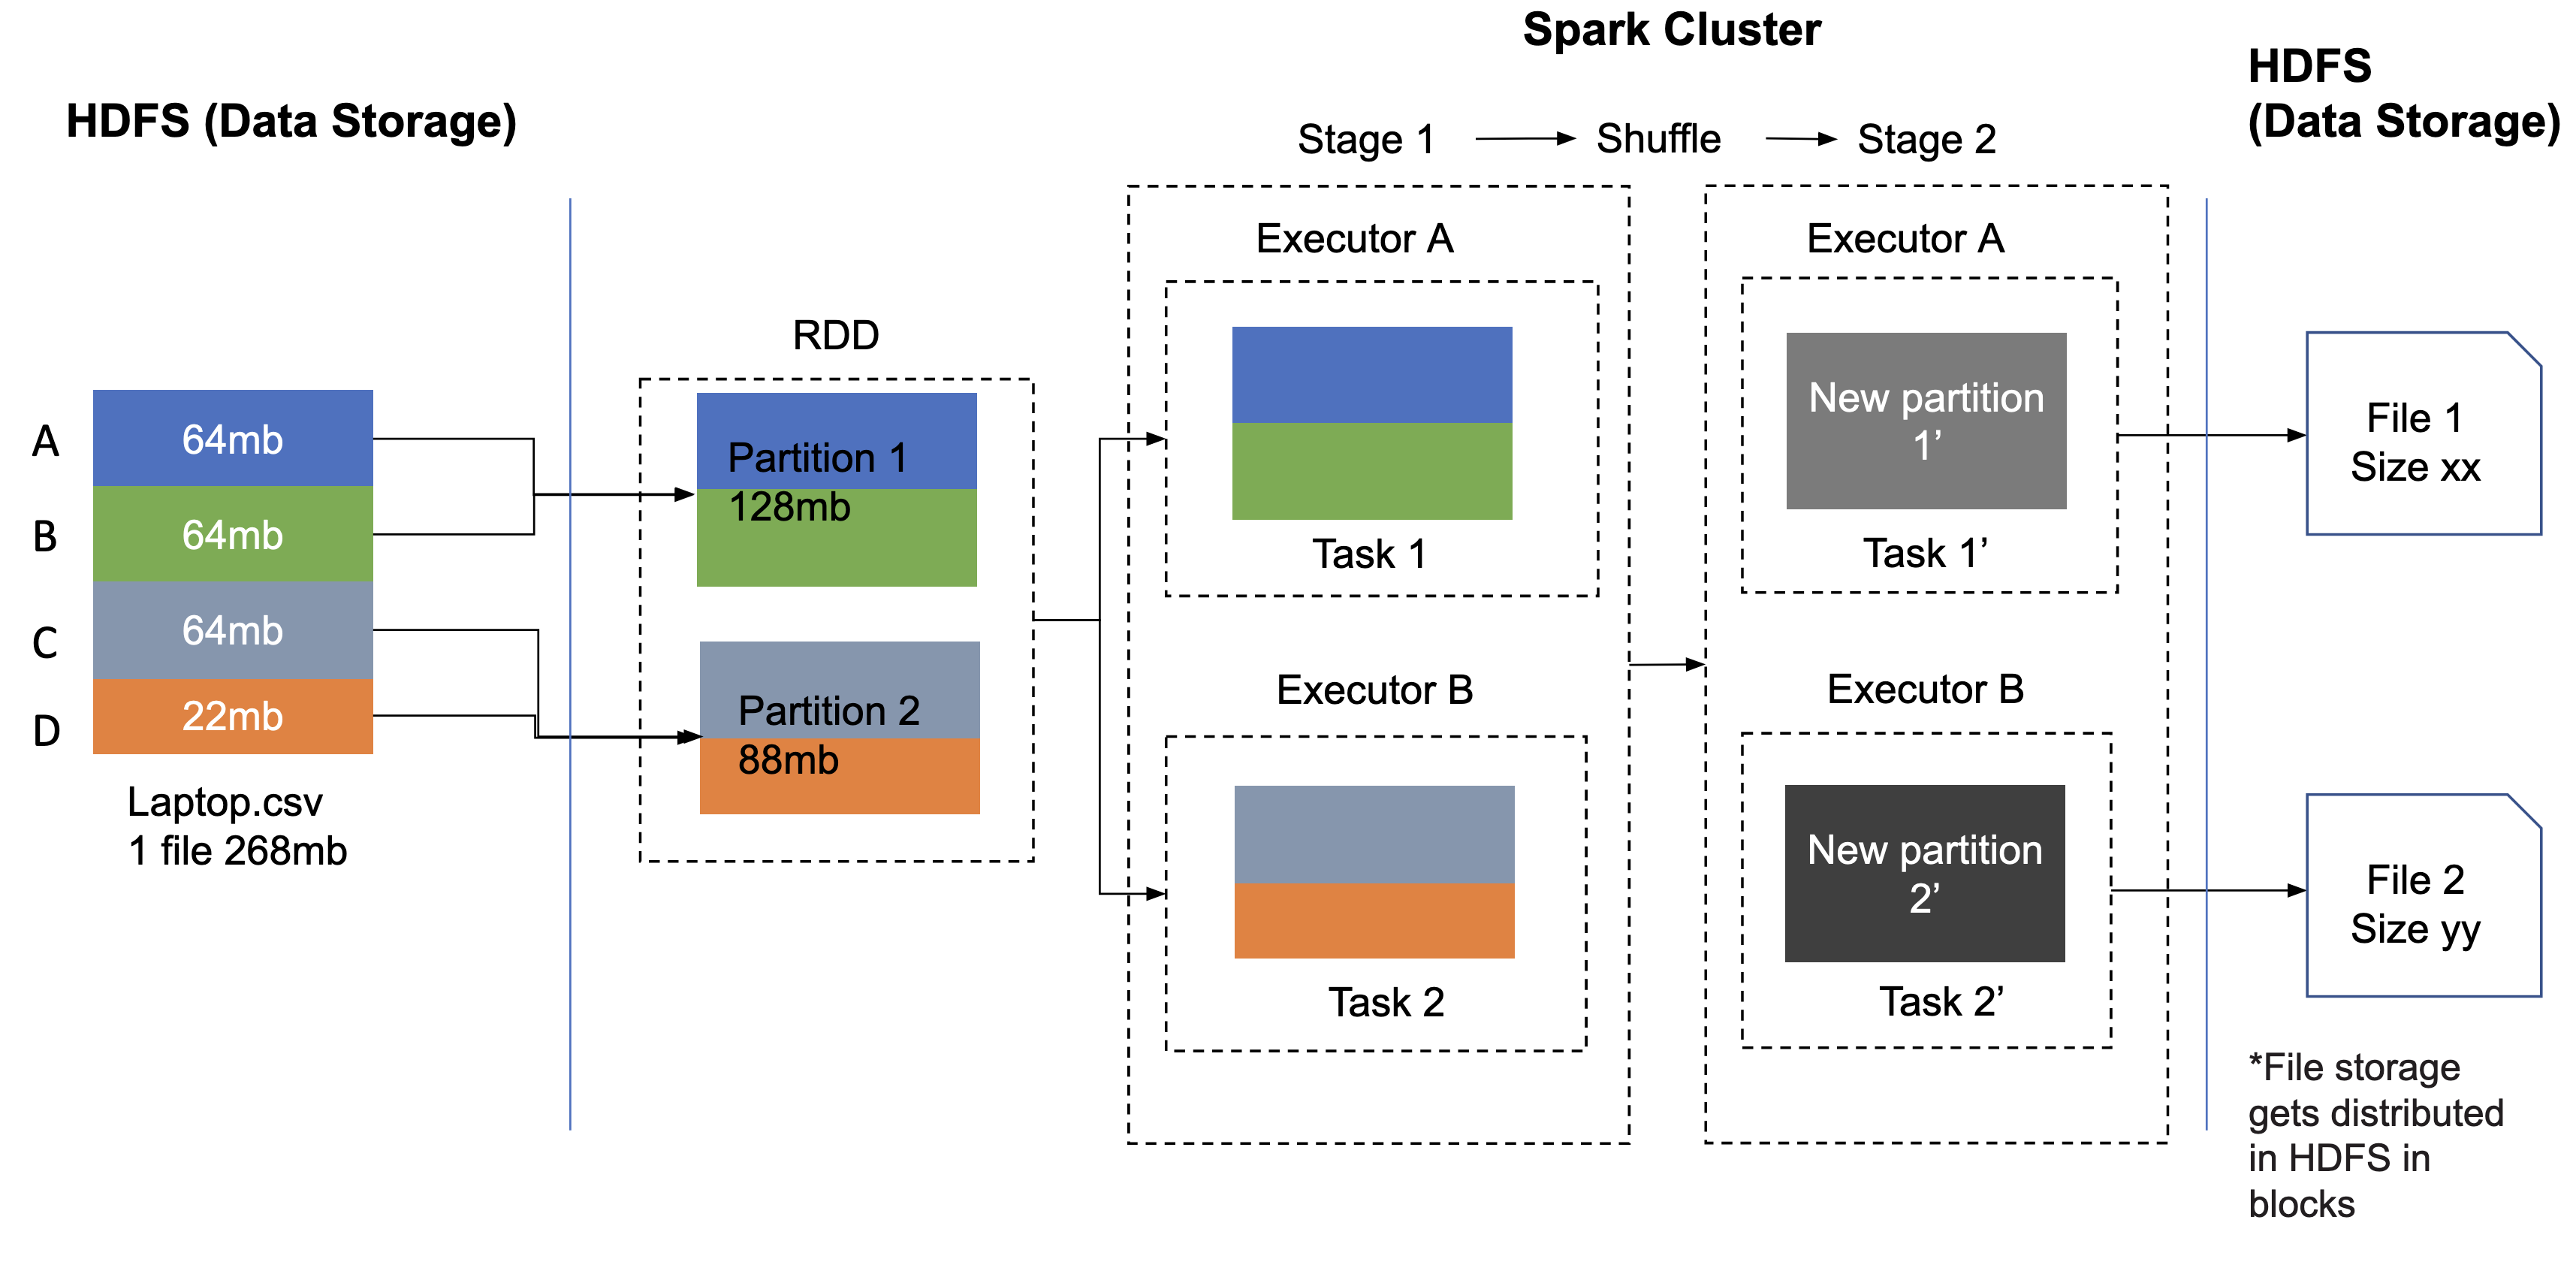 Spark Cluster
HDFS (Data Storage)
HDFS
(Data Storage)
Stage 1
Shuffle
Stage 2
A
64mb
B
64mb
C
64mb
D
22mb
Laptop.csv
1 file 268mb
RDD
Partition 1
128mb
Partition 2
88mb
Executor A
Task 1
Executor B
Task 2
Executor A
New partition
1’
Task 1’
Executor B
New partition
2’
Task 2’
File 1
Size xx
File 2
Size yy
*File storage
gets distributed
in HDFS in
blocks